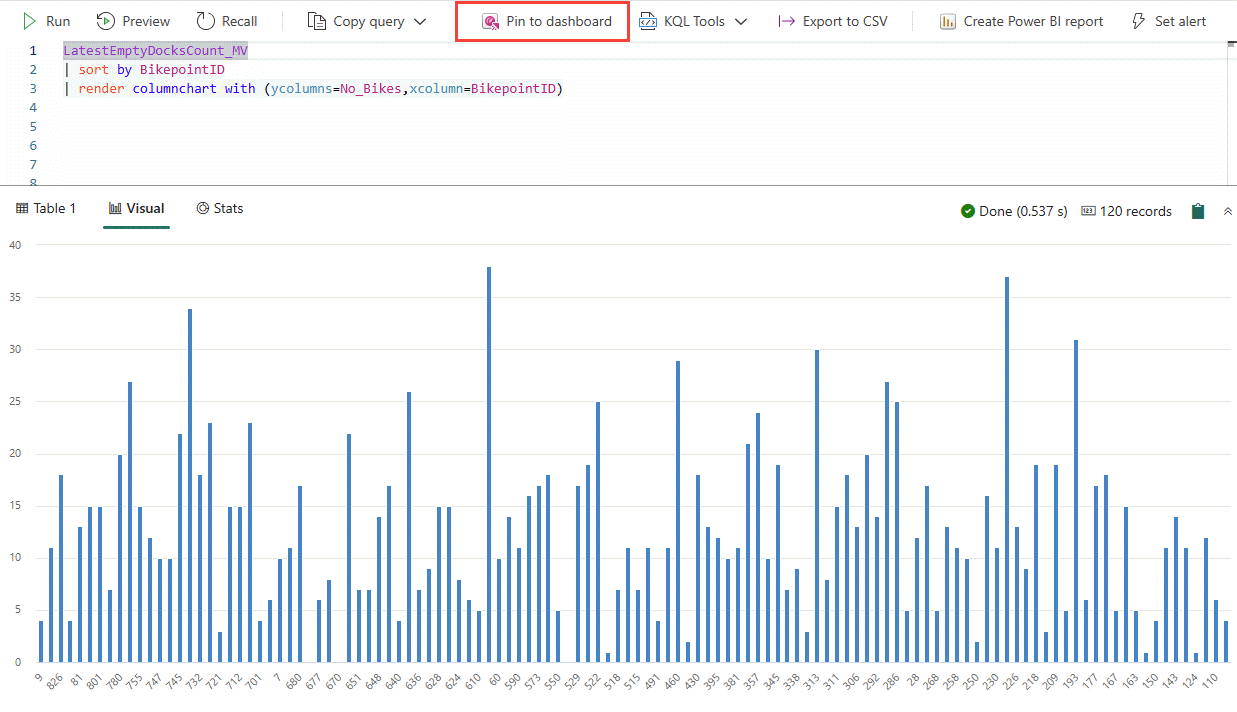 Run Preview Recall Copy query Pin to dashboard KQL Tools Export to CSV Create Power BI report Set alert
1 LatestEmptyDocksCount_MV
2 | sort by BikepointID
3 | render columnchart with (ycolumns=No_Bikes,xcolumn=BikepointID)
4
5
6
7
8
Table 1 Visual Stats Done (0.537 s) 120 records
40
35
30
25
20
15
10
5
0
9 826 81 801 780 755 747 745 732 721 712 701 7 680 677 670 651 648 640 636 628 624 610 60 590 573 550 529 522 518 515 491 460 430 395 381 357 345 338 313 311 306 292 286 28 268 258 250 230 226 218 209 193 177 167 163 150 143 124 110